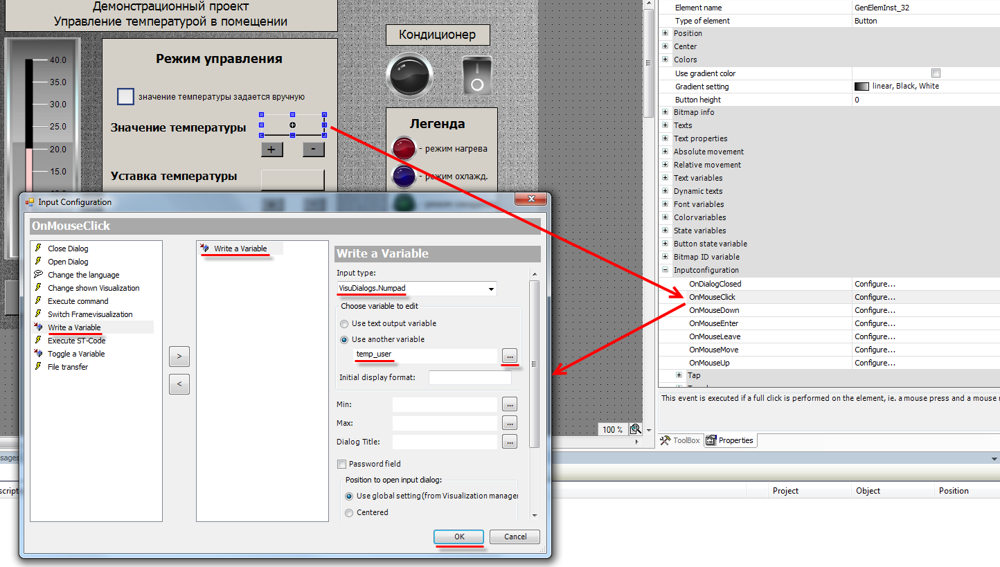 Демонстрационный проект
Управление температурой в помещении
40.0
35.0
30.0
25.0
20.0
15.0
Режим управления
значение температуры задается вручную
Значение температуры
+ -
Уставка температуры
Кондиционер
Легенда
- режим нагрева
- режим охлажд.
Element name GenElemInst_32
Type of element Button
Position
Center
Colors
Use gradient color
Gradient setting linear, Black, White
Button height 0
Bitmap info
Texts
Text properties
Absolute movement
Relative movement
Text variables
Dynamic texts
Font variables
Colorvariables
State variables
Button state variable
Bitmap ID variable
Inputconfiguration
OnDialogClosed Configure...
OnMouseClick Configure...
OnMouseDown Configure...
OnMouseEnter Configure...
OnMouseLeave Configure...
OnMouseMove Configure...
OnMouseUp Configure...
Tap
This event is executed if a full click is performed on the element, ie. a mouse press and a mouse
ToolBox Properties
100 %
Input Configuration
OnMouseClick
Close Dialog
Open Dialog
Change the language
Change shown Visualization
Execute command
Switch Framevisualization
Write a Variable
Execute ST-Code
Toggle a Variable
File transfer
>
<
Write a Variable
Write a Variable
Input type:
VisuDialogs.Numpad
Choose variable to edit
Use text output variable
Use another variable
temp_user ...
Initial display format:
Min: ...
Max: ...
Dialog Title: ...
Password field
Position to open input dialog:
Use global setting (from Visualization manager
Centered
OK Cancel
Project Object Position